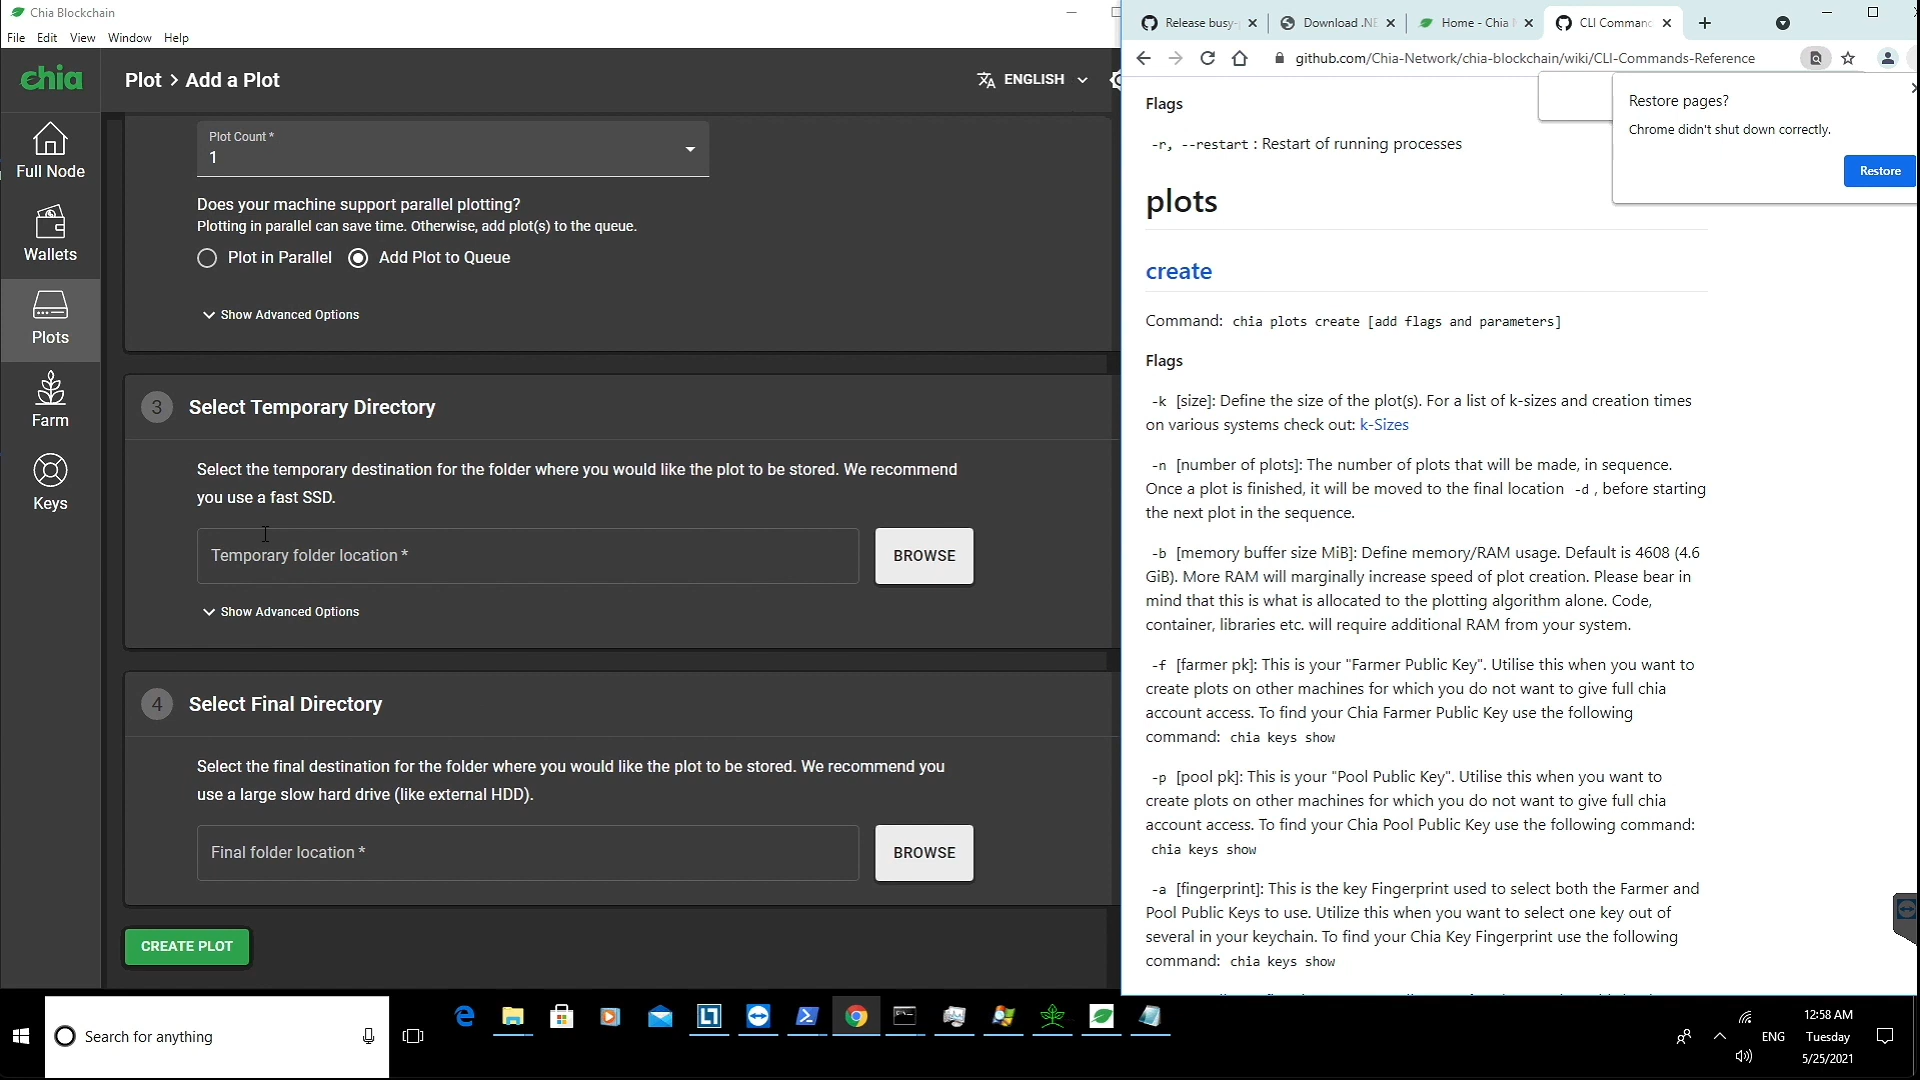 Chia Blockchain
File Edit View Window Help
chia
Plot > Add a Plot
ENGLISH
Full Node
Wallets
Plots
Farm
Keys
Plot Count *
1
Does your machine support parallel plotting?
Plotting in parallel can save time. Otherwise, add plot(s) to the queue.
Plot in Parallel Add Plot to Queue
Show Advanced Options
3 Select Temporary Directory
Select the temporary destination for the folder where you would like the plot to be stored. We recommend
you use a fast SSD.
Temporary folder location *
BROWSE
Show Advanced Options
4 Select Final Directory
Select the final destination for the folder where you would like the plot to be stored. We recommend you
use a large slow hard drive (like external HDD).
Final folder location *
BROWSE
CREATE PLOT
Release busy- Download .NE Home - Chia CLI Comman
github.com/Chia-Network/chia-blockchain/wiki/CLI-Commands-Reference
Restore pages?
Chrome didn't shut down correctly.
Restore
Flags
-r, --restart : Restart of running processes
plots
create
Command: chia plots create [add flags and parameters]
Flags
-k [size]: Define the size of the plot(s). For a list of k-sizes and creation times
on various systems check out: k-Sizes
-n [number of plots]: The number of plots that will be made, in sequence.
Once a plot is finished, it will be moved to the final location -d , before starting
the next plot in the sequence.
-b [memory buffer size MiB]: Define memory/RAM usage. Default is 4608 (4.6
GiB). More RAM will marginally increase speed of plot creation. Please bear in
mind that this is what is allocated to the plotting algorithm alone. Code,
container, libraries etc. will require additional RAM from your system.
-f [farmer pk]: This is your "Farmer Public Key". Utilise this when you want to
create plots on other machines for which you do not want to give full chia
account access. To find your Chia Farmer Public Key use the following
command: chia keys show
-p [pool pk]: This is your "Pool Public Key". Utilise this when you want to
create plots on other machines for which you do not want to give full chia
account access. To find your Chia Pool Public Key use the following command:
chia keys show
-a [fingerprint]: This is the key Fingerprint used to select both the Farmer and
Pool Public Keys to use. Utilize this when you want to select one key out of
several in your keychain. To find your Chia Key Fingerprint use the following
command: chia keys show
Search for anything
ENG
12:58 AM
Tuesday
5/25/2021